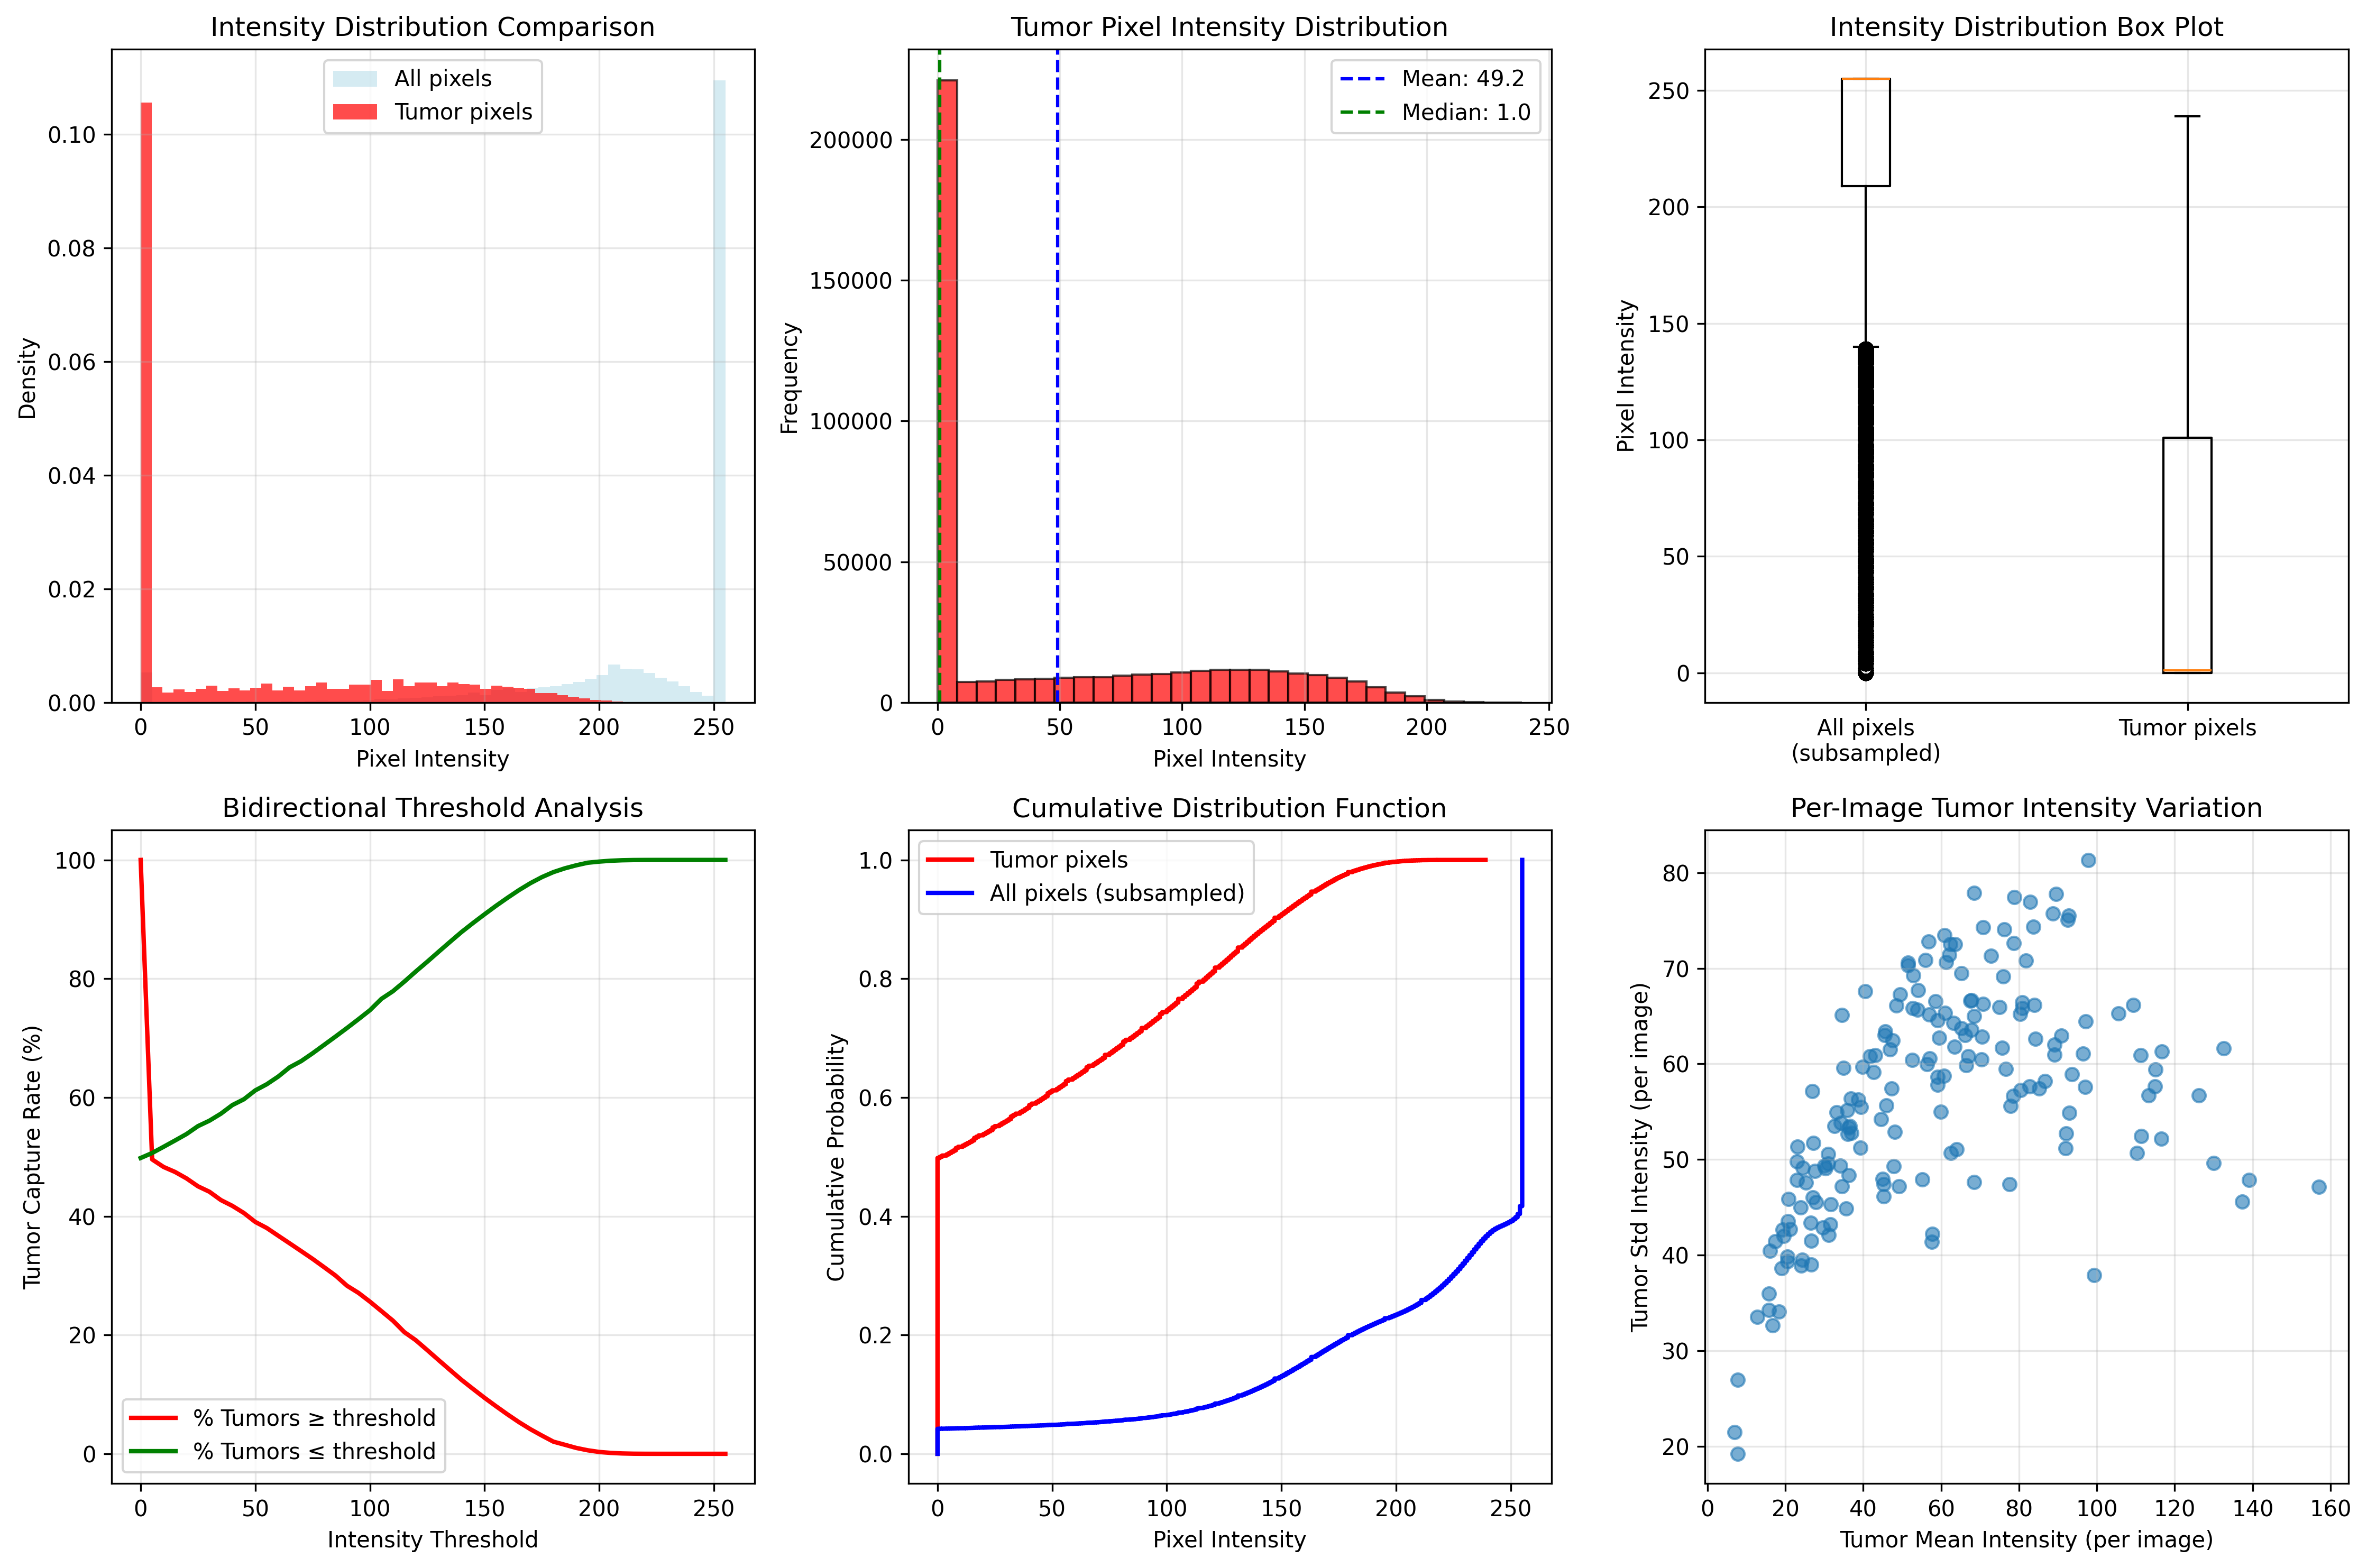 Intensity Distribution Comparison
All pixels
Tumor pixels
0.10
0.08
0.06
0.04
0.02
0.00
Density
0 50 100 150 200 250
Pixel Intensity
Tumor Pixel Intensity Distribution
Mean: 49.2
Median: 1.0
200000
150000
100000
50000
0
Frequency
0 50 100 150 200 250
Pixel Intensity
Intensity Distribution Box Plot
250
200
150
100
50
0
Pixel Intensity
All pixels
(subsampled)
Tumor pixels
Bidirectional Threshold Analysis
100
80
60
40
20
0
Tumor Capture Rate (%)
% Tumors ≥ threshold
% Tumors ≤ threshold
0 50 100 150 200 250
Intensity Threshold
Cumulative Distribution Function
Tumor pixels
All pixels (subsampled)
1.0
0.8
0.6
0.4
0.2
0.0
Cumulative Probability
0 50 100 150 200 250
Pixel Intensity
Per-Image Tumor Intensity Variation
80
70
60
50
40
30
20
Tumor Std Intensity (per image)
0 20 40 60 80 100 120 140 160
Tumor Mean Intensity (per image)